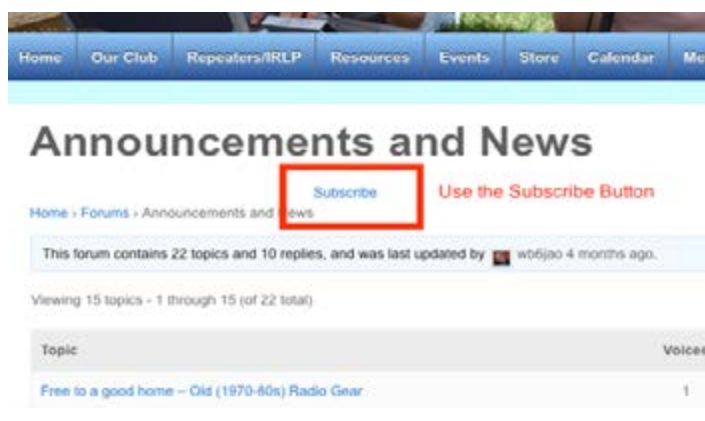 Home Our Club Repeaters/IRLP Resources Events Store Calendar Me
Announcements and News
Subscribe Use the Subscribe Button
Home › Forums › Announcements and News
This forum contains 22 topics and 10 replies, and was last updated by wb6jao 4 months ago.
Viewing 15 topics - 1 through 15 (of 22 total)
Topic Voices
Free to a good home – Old (1970-80s) Radio Gear 1